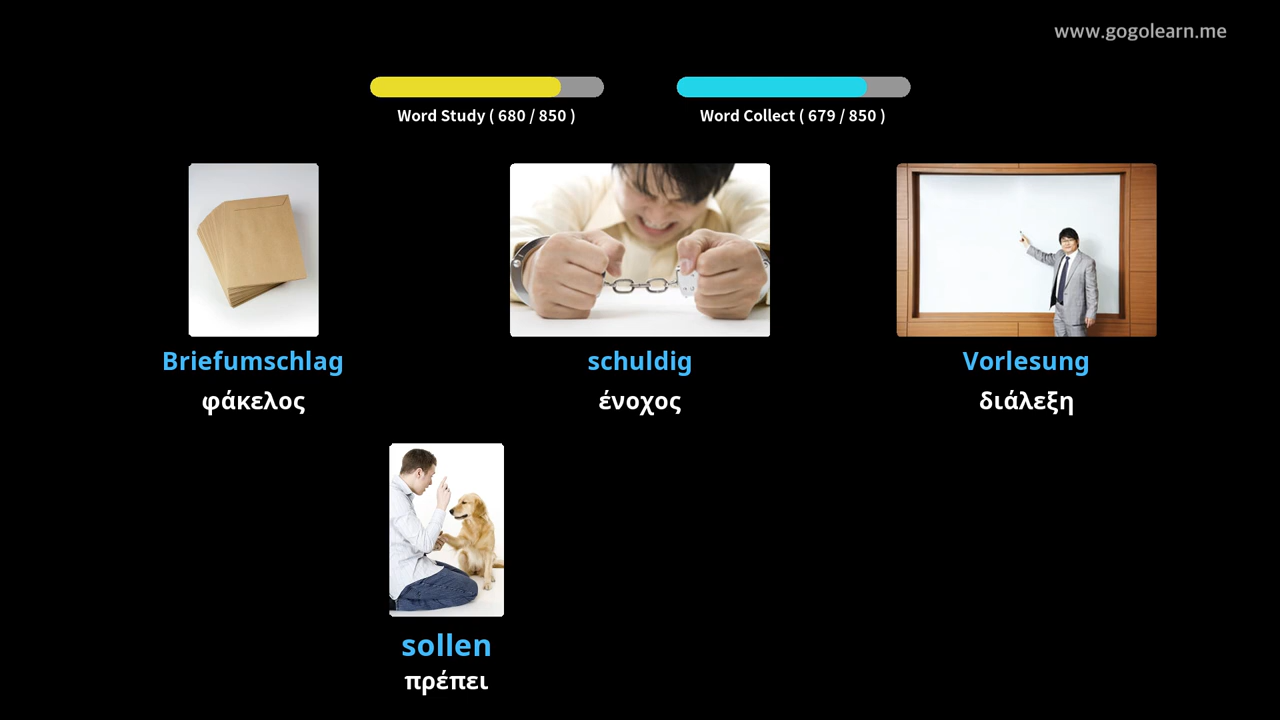 www.gogolearn.me
Word Study ( 680 / 850 )
Word Collect ( 679 / 850 )
Briefumschlag
φάκελος
schuldig
ένοχος
Vorlesung
διάλεξη
sollen
πρέπει